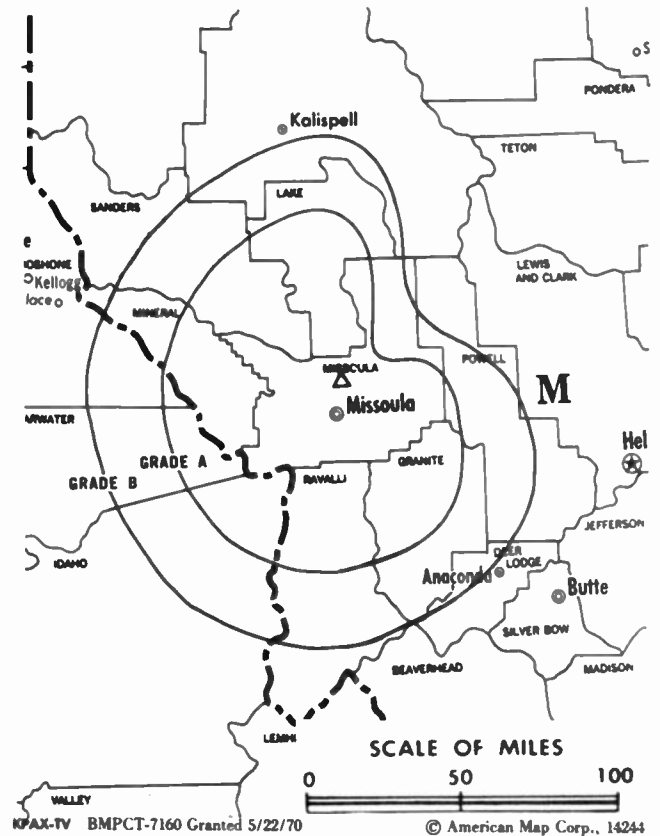 S
Kalispell
PONDERA
TETON
LAKE
SANDERS
e
LEWIS
AND CLARK
Kellogg
lace
MINERAL
POWELL
MISSOULA
M
Missoula
ARWATER
Hel
GRADE A
GRANITE
GRADE B
RAVALLI
JEFFERSON
DEER
LODGE
IDAHO
Anaconda
Butte
SILVER BOW
BEAVERHEAD
MADISON
LEMHI
SCALE OF MILES
0 50 100
VALLEY
KPAX-TV BMPCT-7160 Granted 5/22/70 © American Map Corp., 14244